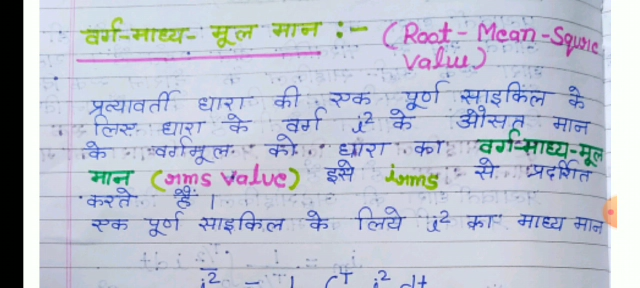 वर्ग-माध्य-मूल मान :- (Root-Mean-Square
value)
प्रत्यावर्ती धारा की एक पूर्ण साइकिल के
लिए धारा के वर्ग i² के औसत मान
के वर्गमूल को धारा का वर्ग-माध्य-मूल
मान (rms value) इसे irms से प्रदर्शित
करते हैं।
एक पूर्ण साइकिल के लिये i² का माध्य मान